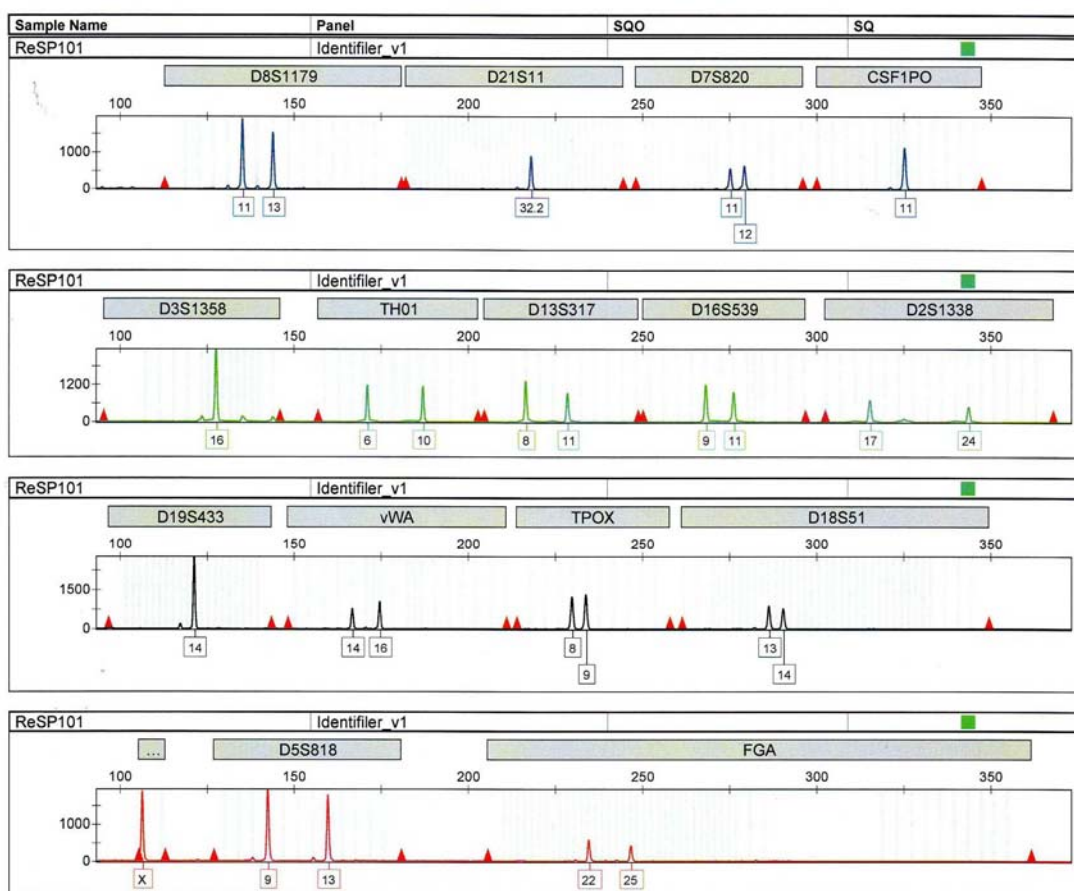 Sample Name Panel SQO SQ
ReSP101 Identifiler_v1
D8S1179 D21S11 D7S820 CSF1PO
100 150 200 250 300 350
1000
0
11 13 32.2 11 11
12
ReSP101 Identifiler_v1
D3S1358 TH01 D13S317 D16S539 D2S1338
100 150 200 250 300 350
1200
0
16 6 10 8 11 9 11 17 24
ReSP101 Identifiler_v1
D19S433 vWA TPOX D18S51
100 150 200 250 300 350
1500
0
14 14 16 8 13
9 14
ReSP101 Identifiler_v1
... D5S818 FGA
100 150 200 250 300 350
1000
0
X 9 13 22 25